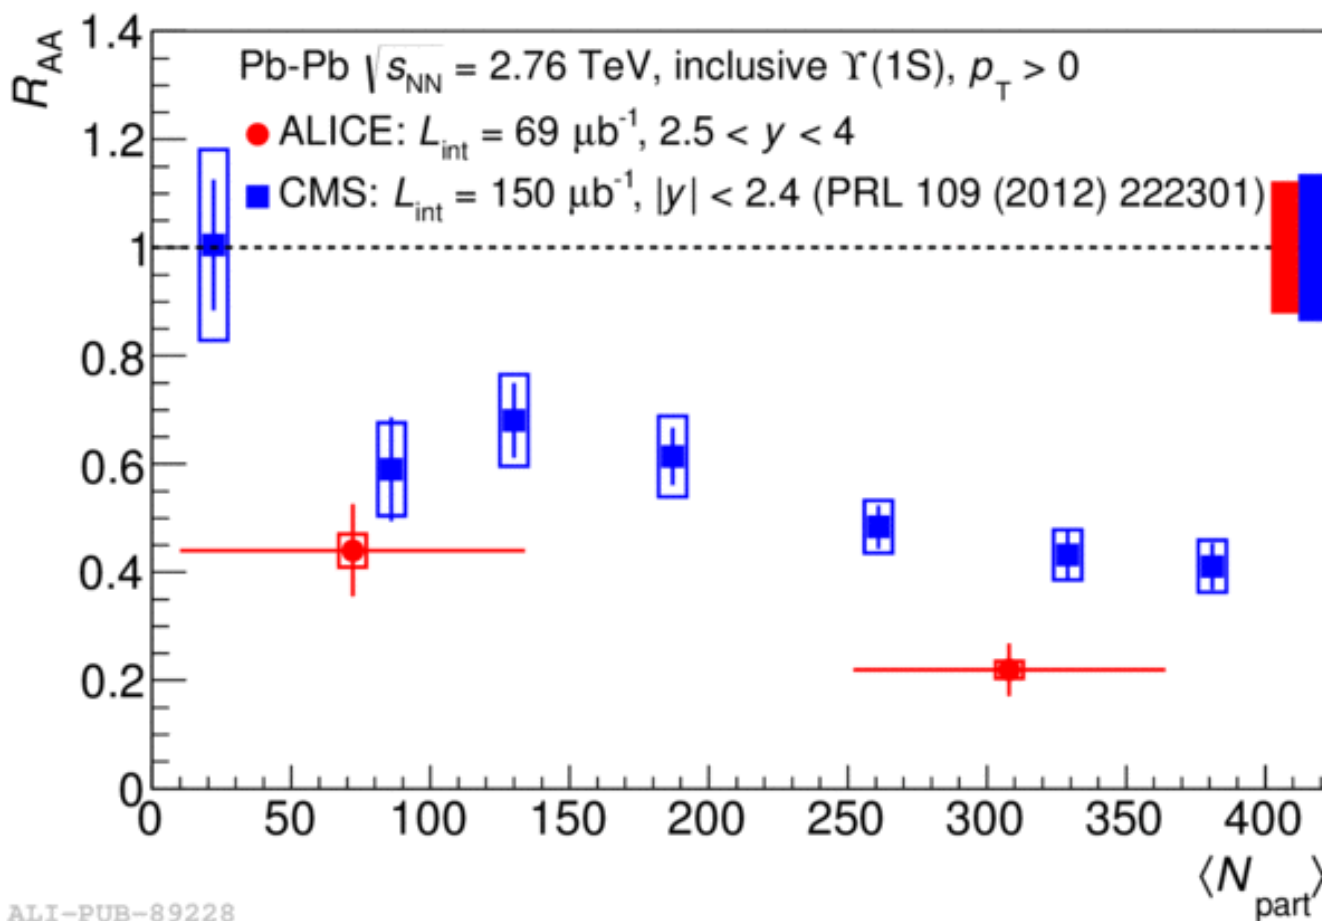 R_AA
1.4
1.2
1
0.8
0.6
0.4
0.2
0
Pb-Pb √s_NN = 2.76 TeV, inclusive ϒ(1S), p_T > 0
ALICE: L_int = 69 μb⁻¹, 2.5 < y < 4
CMS: L_int = 150 μb⁻¹, |y| < 2.4 (PRL 109 (2012) 222301)
0 50 100 150 200 250 300 350 400
⟨N_part⟩
ALI-PUB-89228